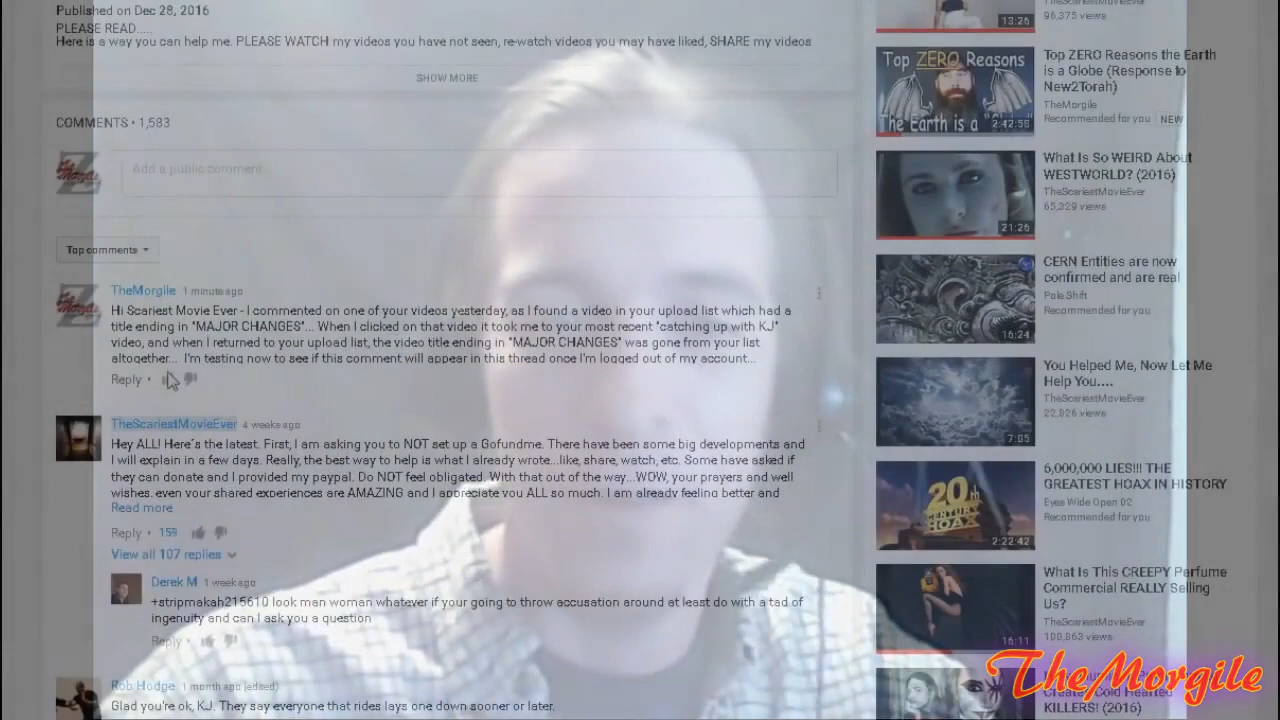 Published on Dec 28, 2016
PLEASE READ.....
Here is a way you can help me. PLEASE WATCH my videos you have not seen, re-watch videos you may have liked, SHARE my videos
SHOW MORE
COMMENTS • 1,583
Add a public comment...
Top comments
TheMorgile 1 minute ago
Hi Scariest Movie Ever - I commented on one of your videos yesterday, as I found a video in your upload list which had a
title ending in "MAJOR CHANGES"... When I clicked on that video it took me to your most recent "catching up with KJ"
video, and when I returned to your upload list, the video title ending in "MAJOR CHANGES" was gone from your list
altogether... I'm testing now to see if this comment will appear in this thread once I'm logged out of my account...
Reply •
TheScariestMovieEver 4 weeks ago
Hey ALL! Here's the latest. First, I am asking you to NOT set up a Gofundme. There have been some big developments and
I will explain in a few days. Really, the best way to help is what I already wrote...like, share, watch, etc. Some have asked if
they can donate and I provided my paypal. Do NOT feel obligated. With that out of the way...WOW, your prayers and well
wishes, even your shared experiences are AMAZING and I appreciate you ALL so much. I am already feeling better and
Read more
Reply • 159
View all 107 replies
Derek M 1 week ago
+stripmakah215610 look man woman whatever if your going to throw accusation around at least do with a tad of
ingenuity and can I ask you a question
Reply •
Rob Hodge 1 month ago (edited)
Glad you're ok, KJ. They say everyone that rides lays one down sooner or later.
TheScariestMovieEver
96,375 views
13:26
Top ZERO Reasons
The Earth is a "Globe"
2:42:58
Top ZERO Reasons the Earth
is a Globe (Response to
New2Torah)
TheMorgile
Recommended for you NEW
21:26
What Is So WEIRD About
WESTWORLD? (2016)
TheScariestMovieEver
65,329 views
16:24
CERN Entities are now
confirmed and are real
Pole Shift
Recommended for you
7:05
You Helped Me, Now Let Me
Help You....
TheScariestMovieEver
22,826 views
20th
CENTURY
HOAX
2:22:42
6,000,000 LIES!!! THE
GREATEST HOAX IN HISTORY
Eyes Wide Open 02
Recommended for you
16:11
What Is This CREEPY Perfume
Commercial REALLY Selling
Us?
TheScariestMovieEver
100,863 views
Cold Hearted
KILLERS! (2016)
TheMorgile